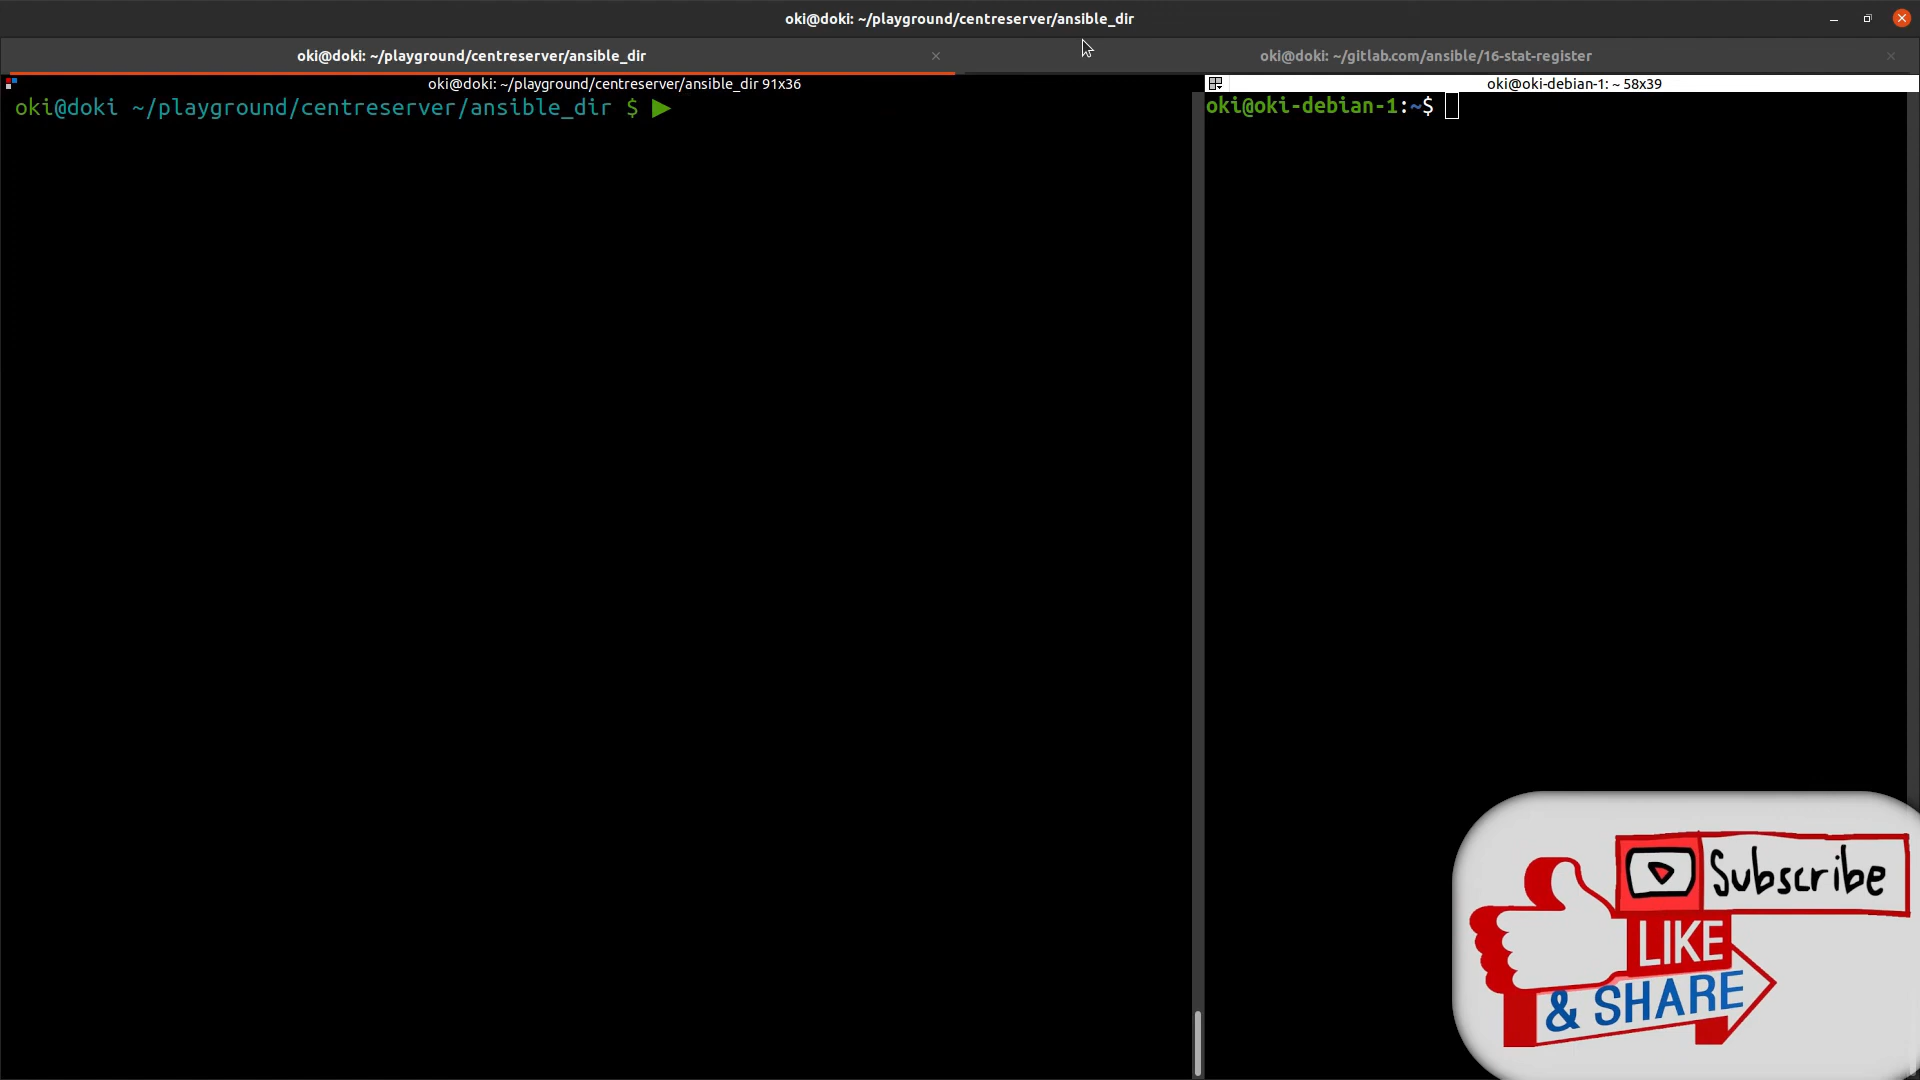 oki@doki: ~/playground/centreserver/ansible_dir
oki@doki: ~/playground/centreserver/ansible_dir
oki@doki: ~/gitlab.com/ansible/16-stat-register
oki@doki: ~/playground/centreserver/ansible_dir 91x36
oki@oki-debian-1: ~ 58x39
oki@doki ~/playground/centreserver/ansible_dir $
oki@oki-debian-1:~$
Subscribe
LIKE
& SHARE